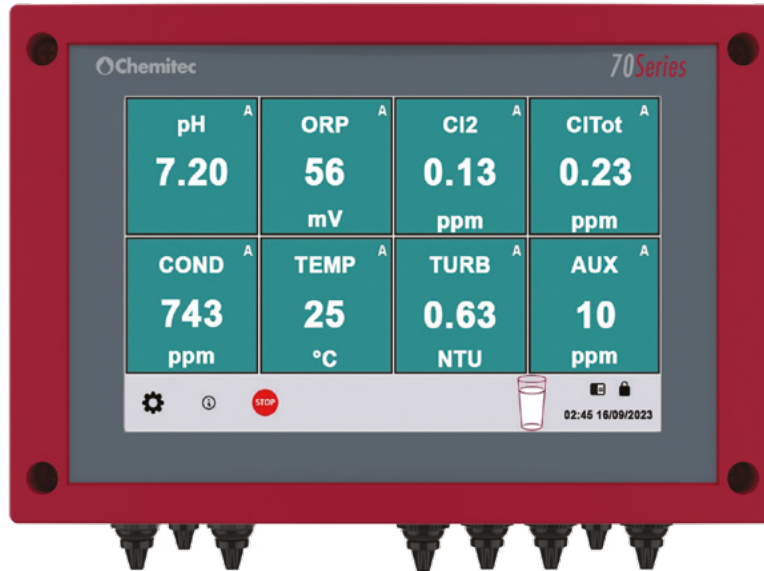 Chemitec
70Series
pH A
7.20
ORP A
56
mV
Cl2 A
0.13
ppm
ClTot A
0.23
ppm
COND A
743
ppm
TEMP A
25
°C
TURB A
0.63
NTU
AUX A
10
ppm
STOP
02:45 16/09/2023